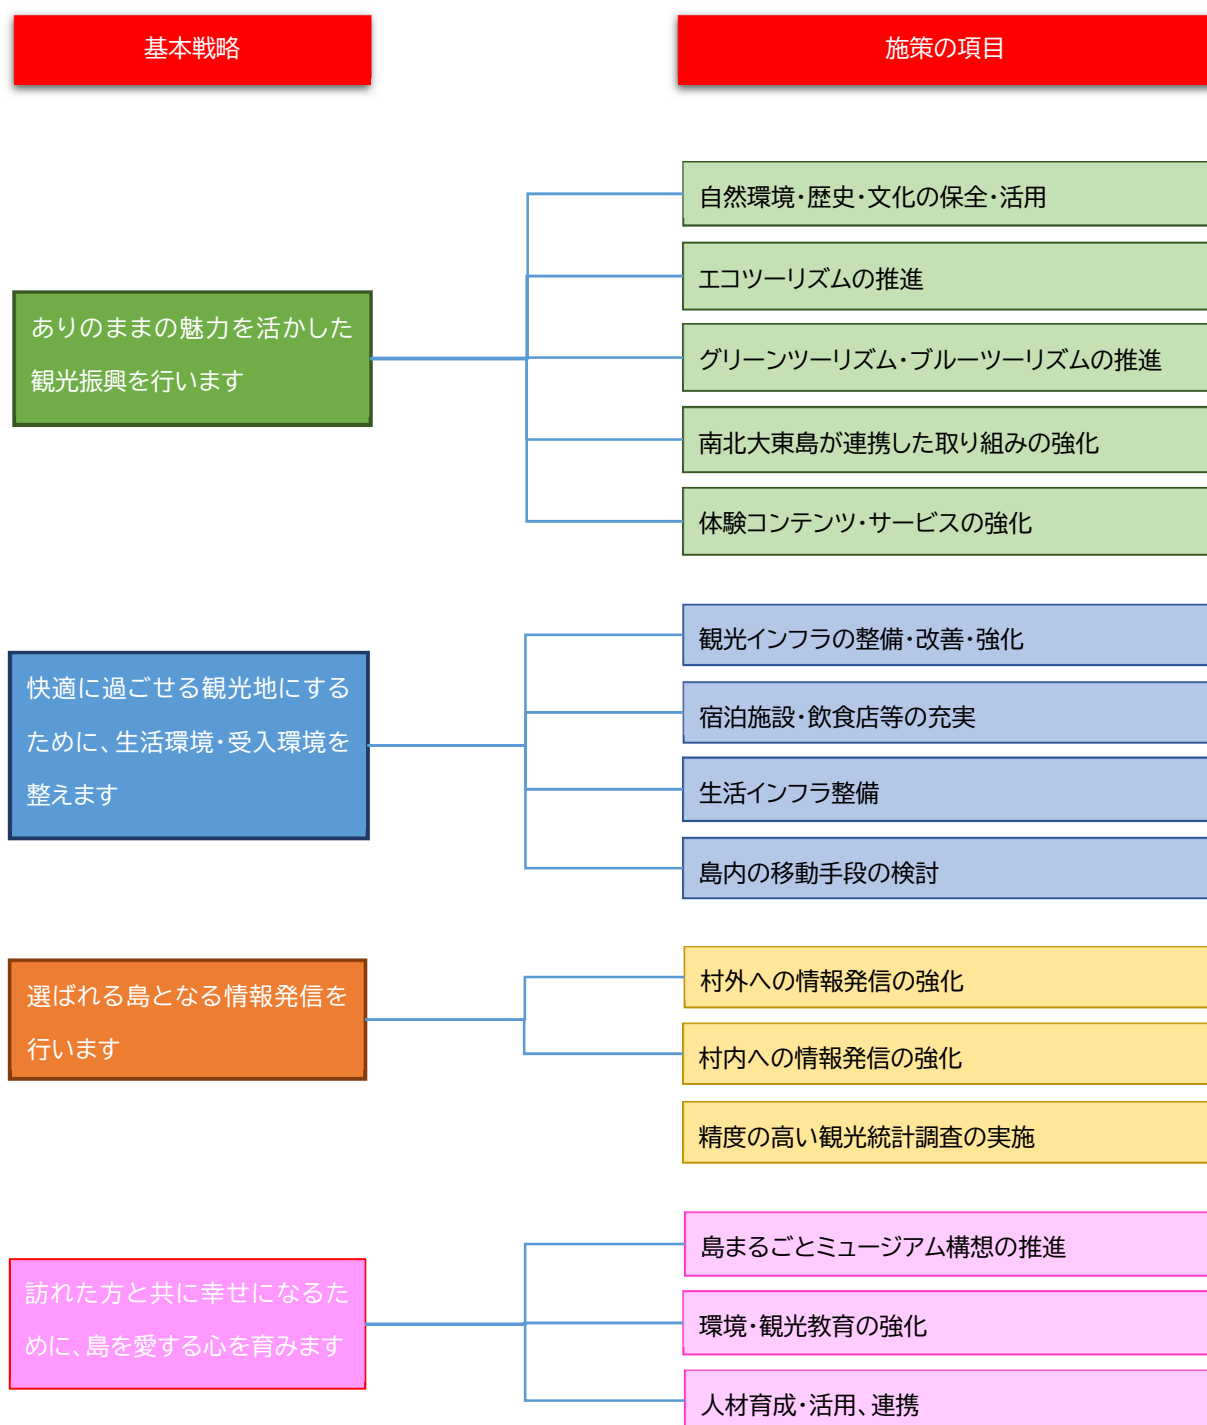 基本戦略
施策の項目
ありのままの魅力を活かした
観光振興を行います
自然環境・歴史・文化の保全・活用
エコツーリズムの推進
グリーンツーリズム・ブルーツーリズムの推進
南北大東島が連携した取り組みの強化
体験コンテンツ・サービスの強化
快適に過ごせる観光地にする
ために、生活環境・受入環境を
整えます
観光インフラの整備・改善・強化
宿泊施設・飲食店等の充実
生活インフラ整備
島内の移動手段の検討
選ばれる島となる情報発信を
行います
村外への情報発信の強化
村内への情報発信の強化
精度の高い観光統計調査の実施
訪れた方と共に幸せになるた
めに、島を愛する心を育みます
島まるごとミュージアム構想の推進
環境・観光教育の強化
人材育成・活用、連携